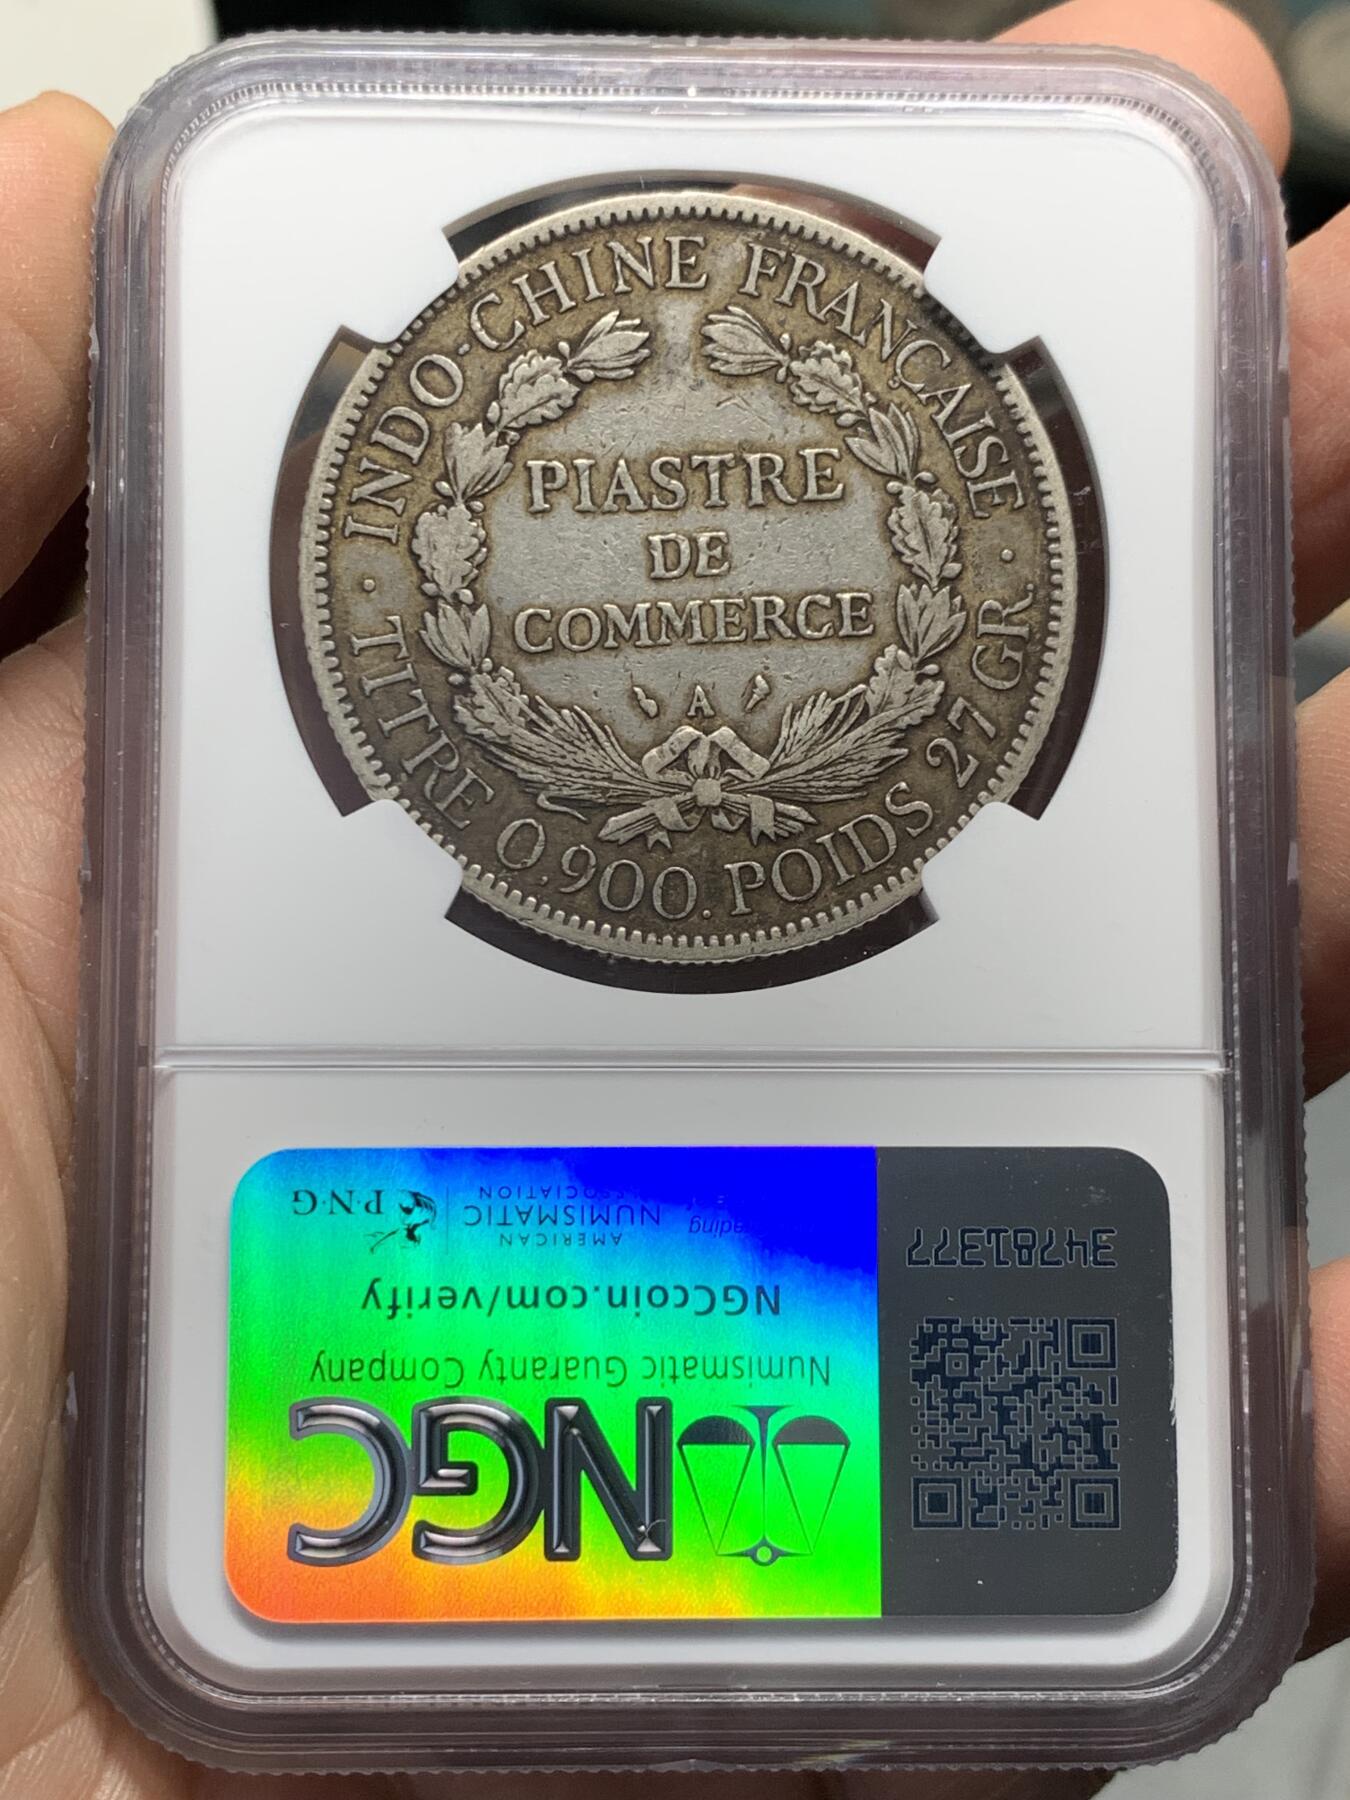 INDO-CHINE FRANÇAISE
PIASTRE
DE
COMMERCE
A
· TITRE 0,900. POIDS 27 GR. ·
NGC
Numismatic Guaranty Company
NGCcoin.com/verify
AMERICAN
NUMISMATIC
ASSOCIATION
P·N·G
34781377